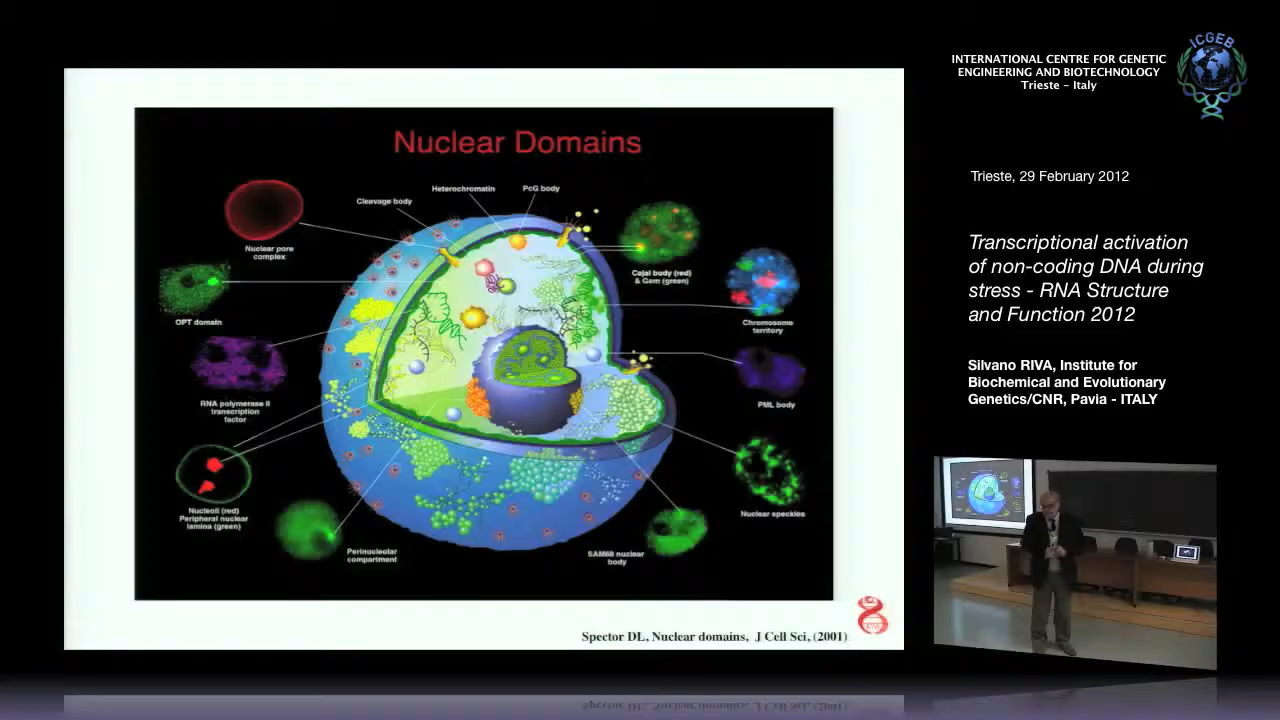 Nuclear Domains
Heterochromatin
PcG body
Cleavage body
Nuclear pore
complex
Cajal body (red)
& Gem (green)
OPT domain
Chromosome
territory
RNA polymerase II
transcription
factor
PML body
Nucleoli (red)
Peripheral nuclear
lamina (green)
Nuclear speckles
Perinucleolar
compartment
SAM68 nuclear
body
Spector DL, Nuclear domains, J Cell Sci, (2001)
INTERNATIONAL CENTRE FOR GENETIC
ENGINEERING AND BIOTECHNOLOGY
Trieste - Italy
ICGEB
Trieste, 29 February 2012
Transcriptional activation
of non-coding DNA during
stress - RNA Structure
and Function 2012
Silvano RIVA, Institute for
Biochemical and Evolutionary
Genetics/CNR, Pavia - ITALY